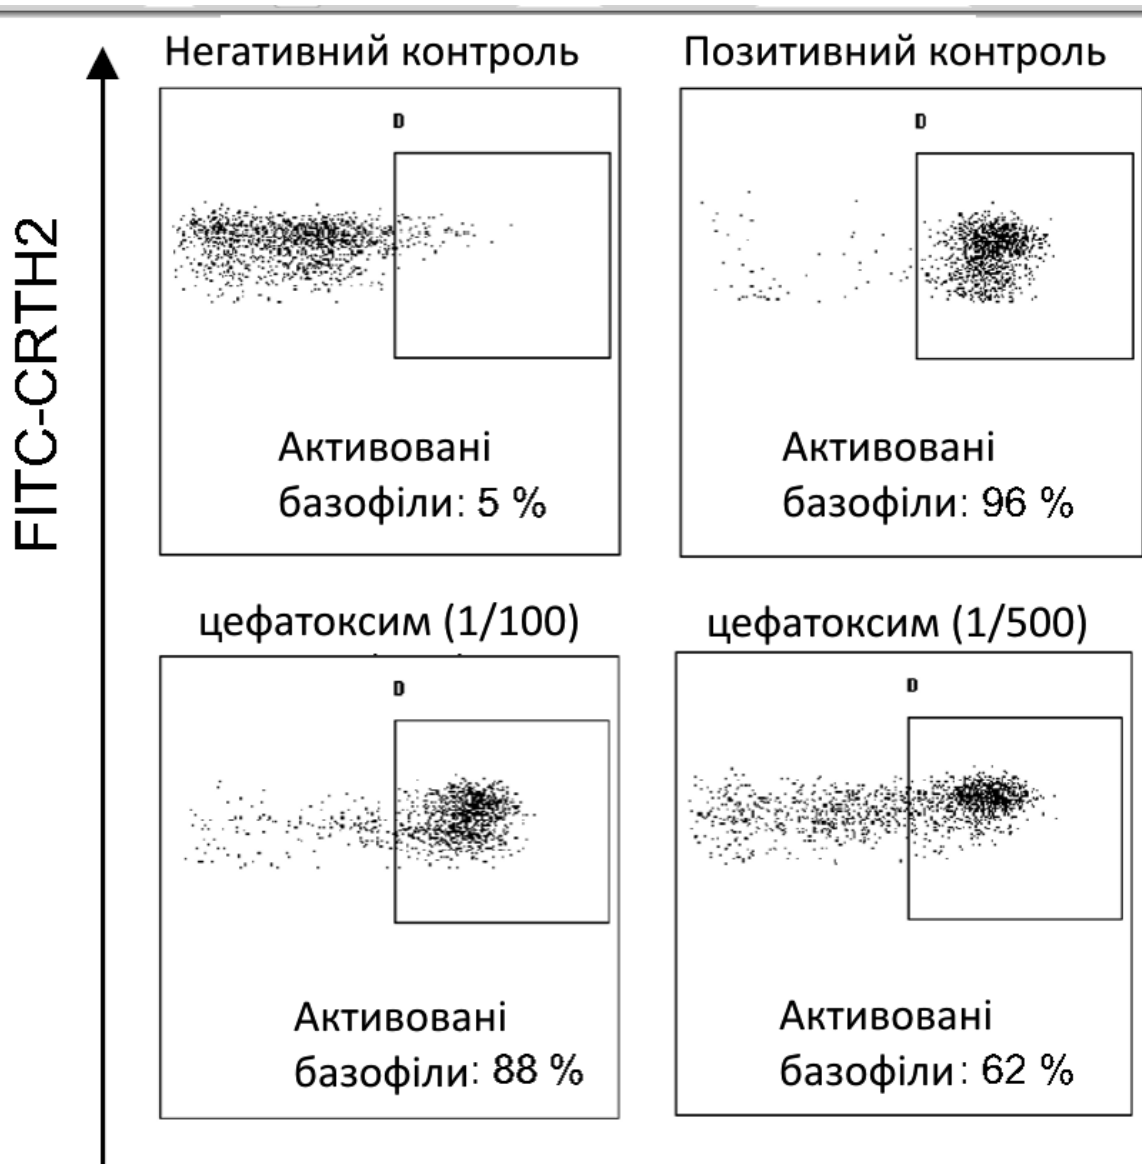 Негативний контроль
Позитивний контроль
FITC-CRTH2
D
D
Активовані
базофіли: 5 %
Активовані
базофіли: 96 %
цефатоксим (1/100)
цефатоксим (1/500)
D
D
Активовані
базофіли: 88 %
Активовані
базофіли: 62 %